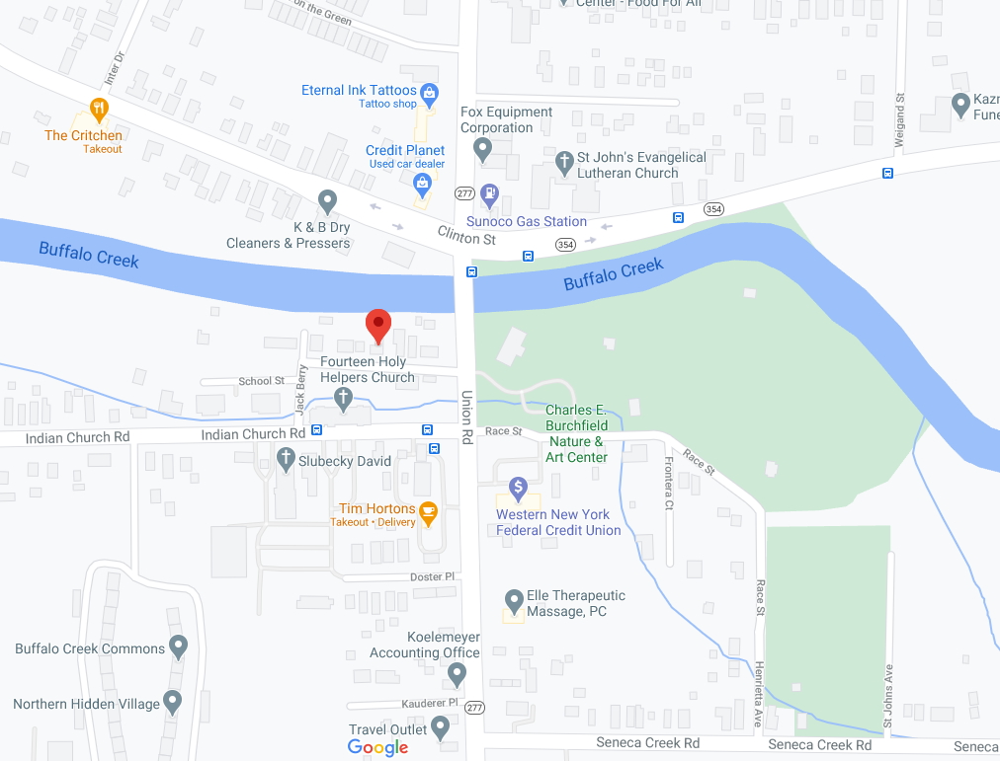 on the Green
Center - Food For All
Inter Dr
Eternal Ink Tattoos
Tattoo shop
The Critchen
Takeout
Fox Equipment
Corporation
Weigand St
Credit Planet
Used car dealer
St John's Evangelical
Lutheran Church
277
354
Sunoco Gas Station
K & B Dry
Cleaners & Pressers
Clinton St
354
Buffalo Creek
Buffalo Creek
Fourteen Holy
Helpers Church
School St
Jack Berry
Union Rd
Charles E.
Burchfield
Nature &
Art Center
Indian Church Rd
Indian Church Rd
Race St
Race St
Slubecky David
Frontera Ct
Tim Hortons
Takeout • Delivery
Western New York
Federal Credit Union
Doster Pl
Race St
Elle Therapeutic
Massage, PC
Koelemeyer
Accounting Office
Buffalo Creek Commons
Henrietta Ave
St Johns Ave
Northern Hidden Village
Kauderer Pl
277
Travel Outlet
Google
Seneca Creek Rd
Seneca Creek Rd
Seneca